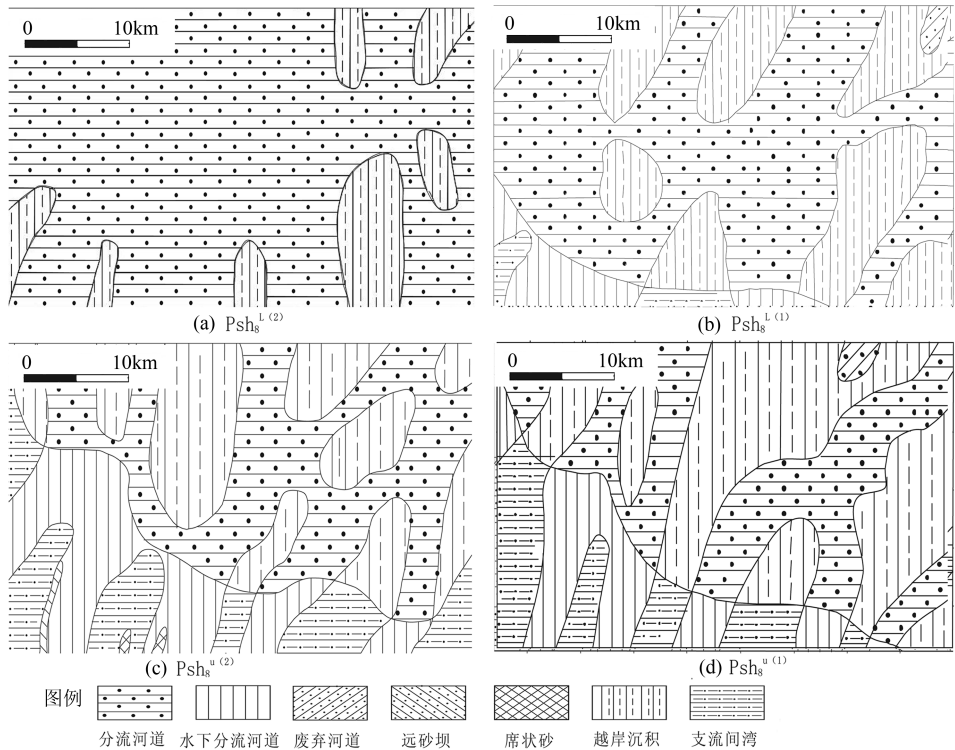 0 10km
0 10km
(a) Psh₈ᴸ⁽²⁾
(b) Psh₈ᴸ⁽¹⁾
0 10km
0 10km
(c) Psh₈ᵘ⁽²⁾
(d) Psh₈ᵘ⁽¹⁾
图例
分流河道 水下分流河道 废弃河道 远砂坝 席状砂 越岸沉积 支流间湾